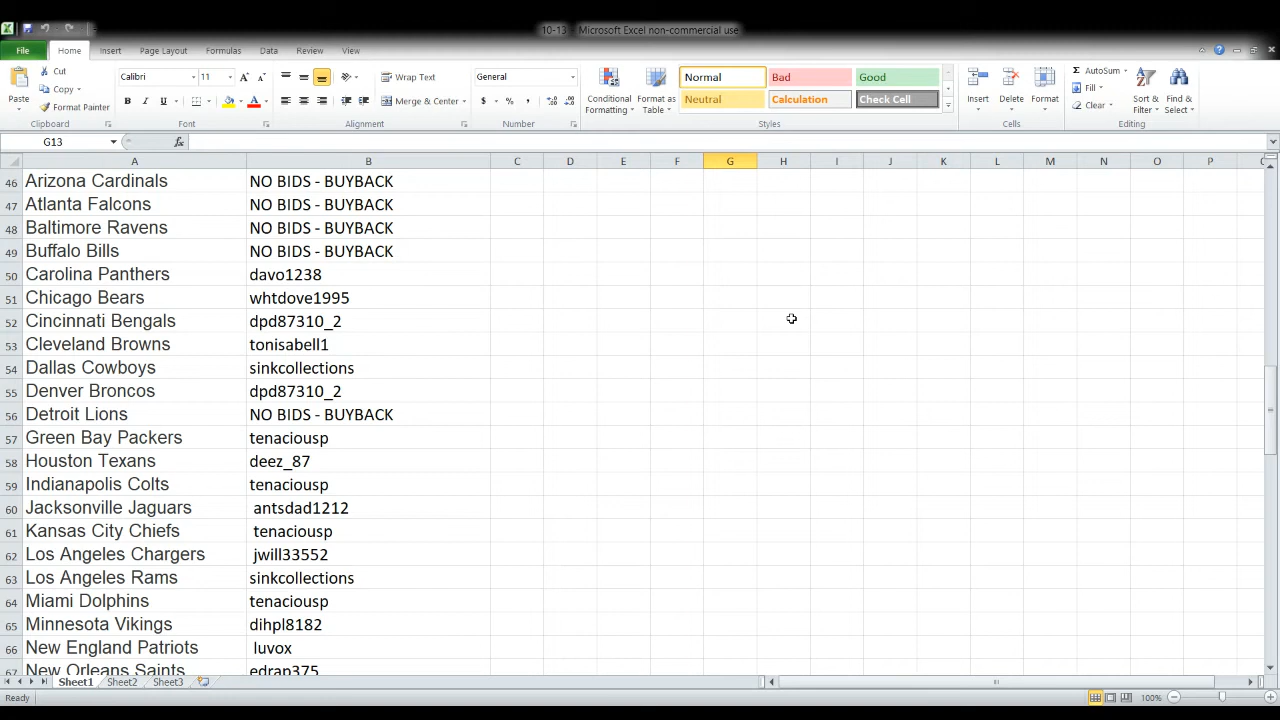 10-13 Microsoft Excel non-commercial use
File Home Insert Page Layout Formulas Data Review View
Cut
Copy
Format Painter
Paste
Clipboard
Calibri 11
B I U
Font
Wrap Text
Merge & Center
Alignment
General
$ % ,
Number
Conditional Formatting
Format as Table
Normal Bad Good
Neutral Calculation Check Cell
Styles
Insert Delete Format
Cells
AutoSum
Fill
Clear
Sort & Filter
Find & Select
Editing
G13 fx
A B C D E F G H I J K L M N O P
46 Arizona Cardinals NO BIDS - BUYBACK
47 Atlanta Falcons NO BIDS - BUYBACK
48 Baltimore Ravens NO BIDS - BUYBACK
49 Buffalo Bills NO BIDS - BUYBACK
50 Carolina Panthers davo1238
51 Chicago Bears whtdove1995
52 Cincinnati Bengals dpd87310_2
53 Cleveland Browns tonisabell1
54 Dallas Cowboys sinkcollections
55 Denver Broncos dpd87310_2
56 Detroit Lions NO BIDS - BUYBACK
57 Green Bay Packers tenaciousp
58 Houston Texans deez_87
59 Indianapolis Colts tenaciousp
60 Jacksonville Jaguars antsdad1212
61 Kansas City Chiefs tenaciousp
62 Los Angeles Chargers jwill33552
63 Los Angeles Rams sinkcollections
64 Miami Dolphins tenaciousp
65 Minnesota Vikings dihpl8182
66 New England Patriots luvox
67 New Orleans Saints edrap375
Sheet1 Sheet2 Sheet3
Ready 100%